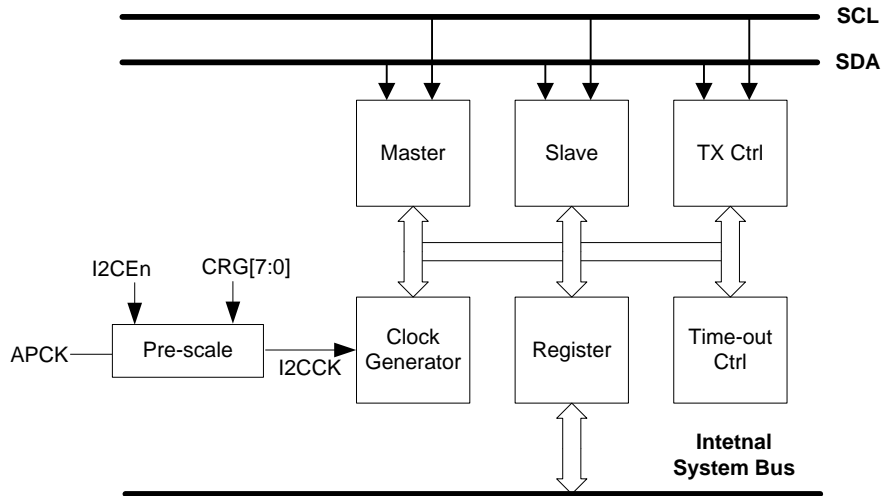 SCL
SDA
Master
Slave
TX Ctrl
I2CEn
CRG[7:0]
APCK
Pre-scale
I2CCK
Clock
Generator
Register
Time-out
Ctrl
Intetnal
System Bus